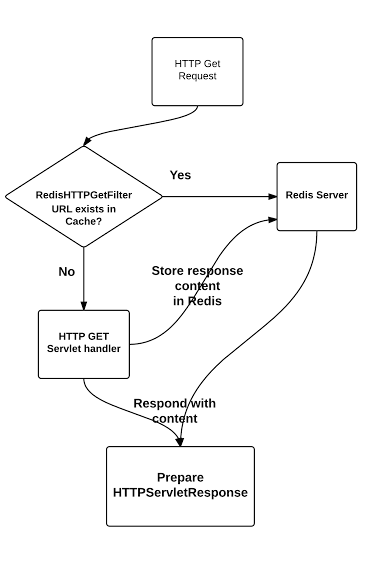 HTTP Get
Request
RedisHTTPGetFilter
URL exists in
Cache?
Yes
Redis Server
No
Store response
content
in Redis
HTTP GET
Servlet handler
Respond with
content
Prepare
HTTPServletResponse